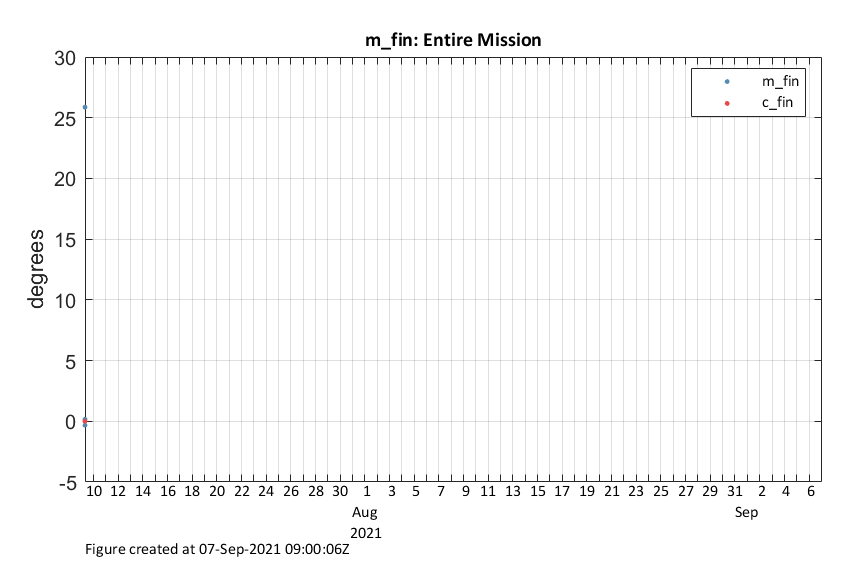 m_fin: Entire Mission
30
25
20
15
10
5
0
-5
degrees
m_fin
c_fin
10 12 14 16 18 20 22 24 26 28 30 1 3 5 7 9 11 13 15 17 19 21 23 25 27 29 31 2 4 6
Aug Sep
2021
Figure created at 07-Sep-2021 09:00:06Z